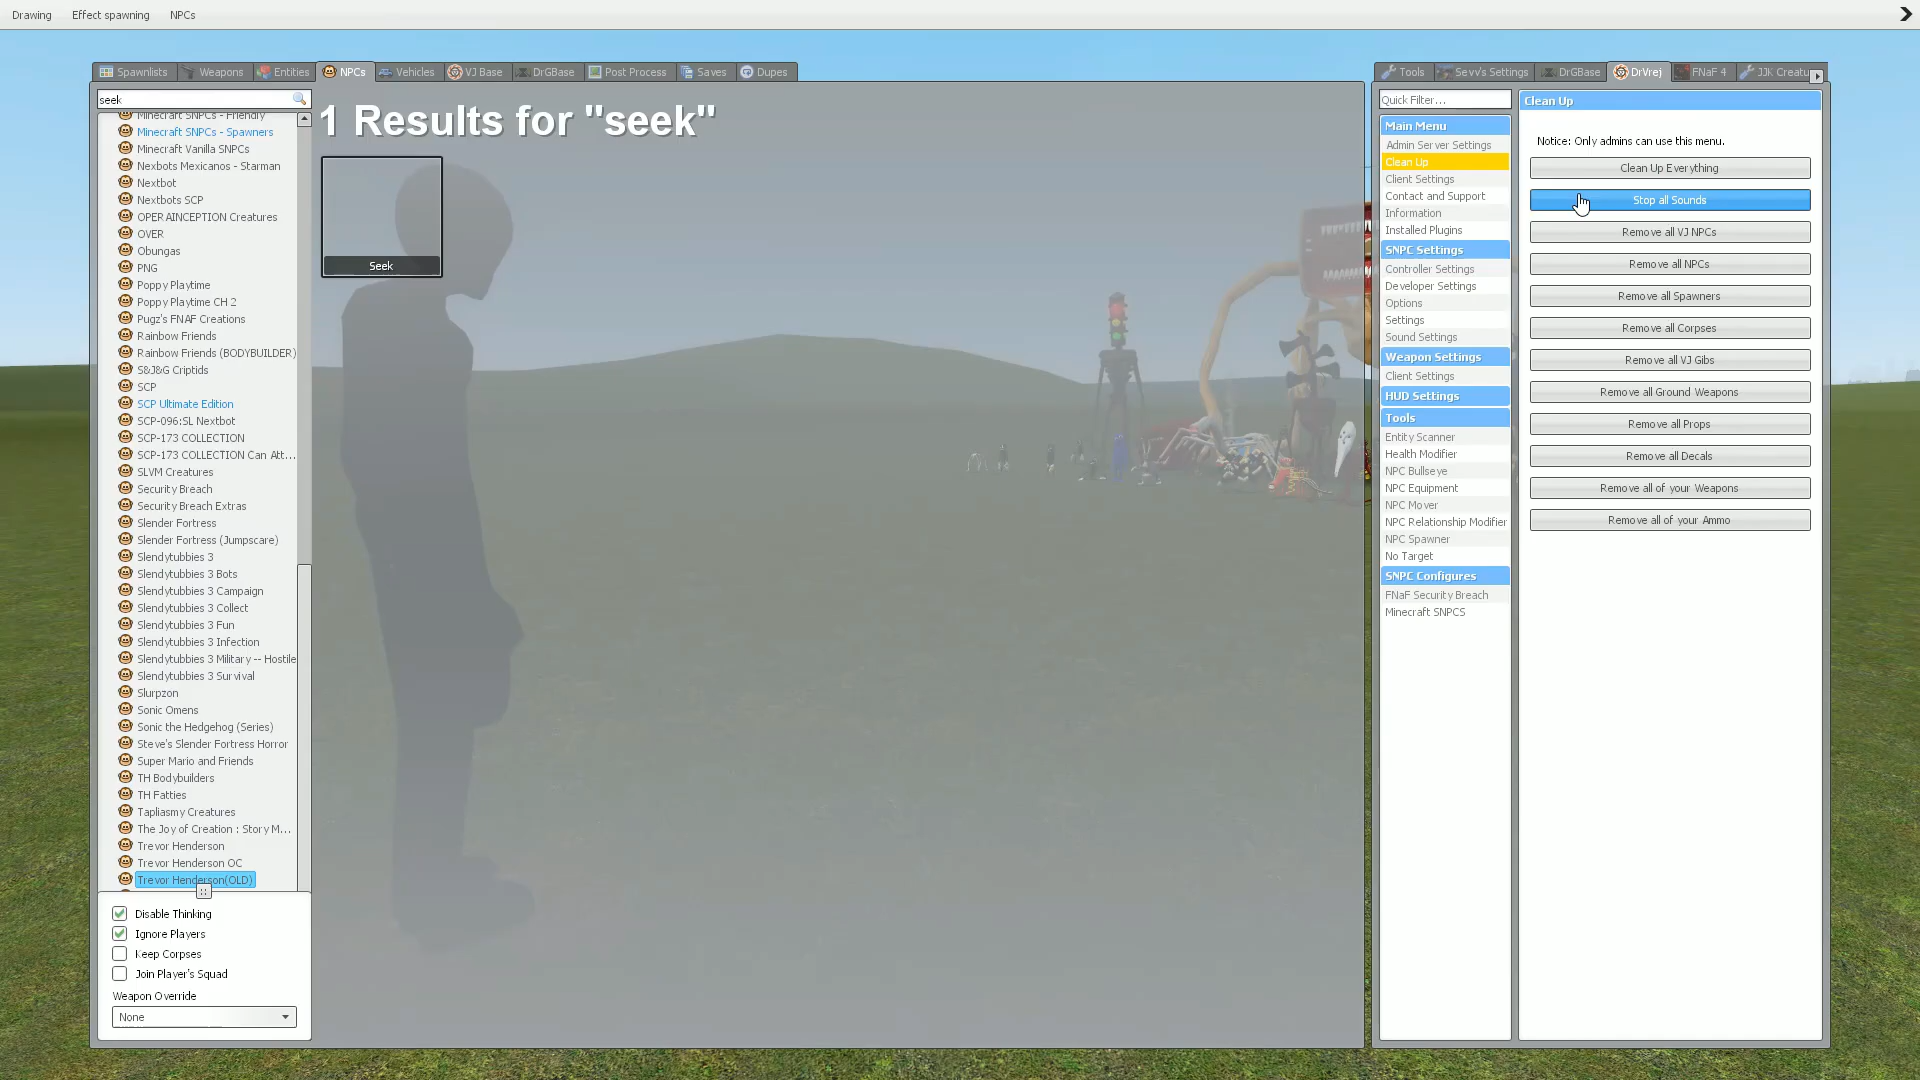 Drawing
Effect spawning
NPCs
Spawnlists
Weapons
Entities
NPCs
Vehicles
VJ Base
DrGBase
Post Process
Saves
Dupes
seek
Minecraft SNPCs - Friendly
Minecraft SNPCs - Spawners
Minecraft Vanilla SNPCs
Nexbots Mexicanos - Starman
Nextbot
Nextbots SCP
OPERAINCEPTION Creatures
OVER
Obungas
PNG
Poppy Playtime
Poppy Playtime CH 2
Pugz's FNAF Creations
Rainbow Friends
Rainbow Friends (BODYBUILDER)
S&J&G Criptids
SCP
SCP Ultimate Edition
SCP-096:SL Nextbot
SCP-173 COLLECTION
SCP-173 COLLECTION Can Att...
SLVM Creatures
Security Breach
Security Breach Extras
Slender Fortress
Slender Fortress (Jumpscare)
Slendytubbies 3
Slendytubbies 3 Bots
Slendytubbies 3 Campaign
Slendytubbies 3 Collect
Slendytubbies 3 Fun
Slendytubbies 3 Infection
Slendytubbies 3 Military -- Hostile
Slendytubbies 3 Survival
Slurpzon
Sonic Omens
Sonic the Hedgehog (Series)
Steve's Slender Fortress Horror
Super Mario and Friends
TH Bodybuilders
TH Fatties
Tapliasmy Creatures
The Joy of Creation : Story M...
Trevor Henderson
Trevor Henderson OC
Trevor Henderson(OLD)
Disable Thinking
Ignore Players
Keep Corpses
Join Player's Squad
Weapon Override
None
1 Results for "seek"
Seek
Tools
Sevv's Settings
DrGBase
DrVrej
FNaF 4
JJK Creatu
Quick Filter...
Main Menu
Admin Server Settings
Clean Up
Client Settings
Contact and Support
Information
Installed Plugins
SNPC Settings
Controller Settings
Developer Settings
Options
Settings
Sound Settings
Weapon Settings
Client Settings
HUD Settings
Tools
Entity Scanner
Health Modifier
NPC Bullseye
NPC Equipment
NPC Mover
NPC Relationship Modifier
NPC Spawner
No Target
SNPC Configures
FNaF Security Breach
Minecraft SNPCS
Clean Up
Notice: Only admins can use this menu.
Clean Up Everything
Stop all Sounds
Remove all VJ NPCs
Remove all NPCs
Remove all Spawners
Remove all Corpses
Remove all VJ Gibs
Remove all Ground Weapons
Remove all Props
Remove all Decals
Remove all of your Weapons
Remove all of your Ammo